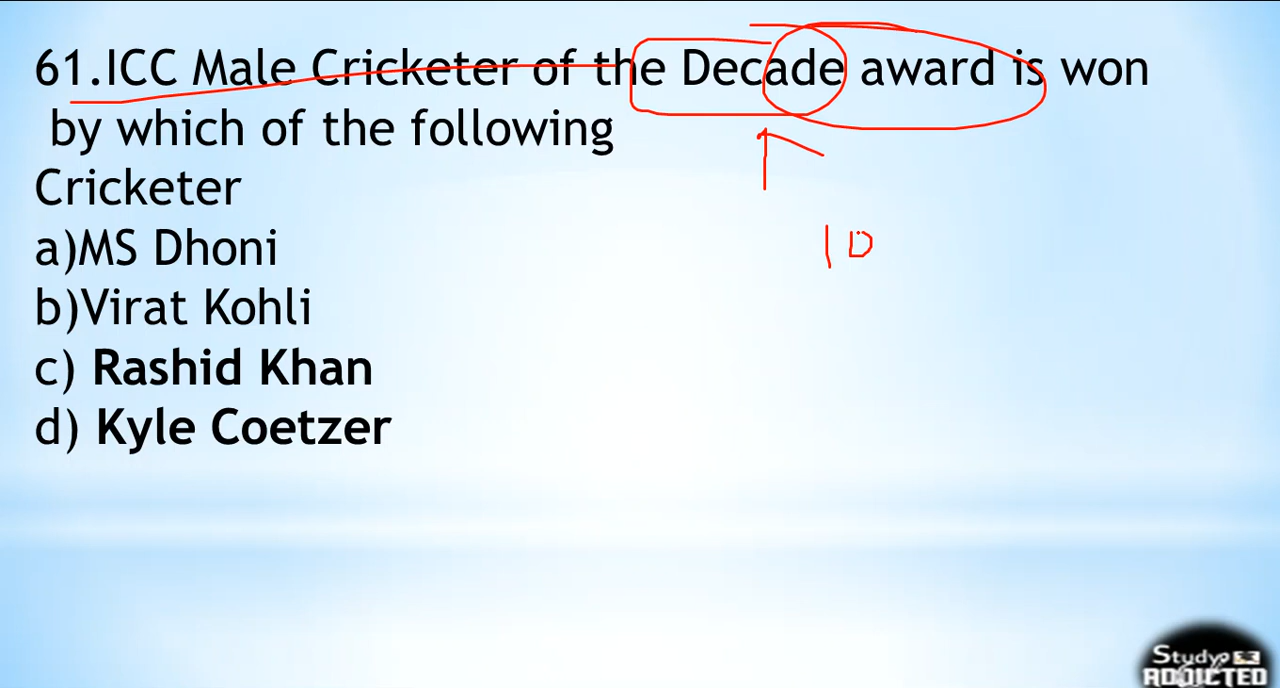 61.ICC Male Cricketer of the Decade award is won
by which of the following
Cricketer
a)MS Dhoni
b)Virat Kohli
c) Rashid Khan
d) Kyle Coetzer
10
Study
ADDICTED